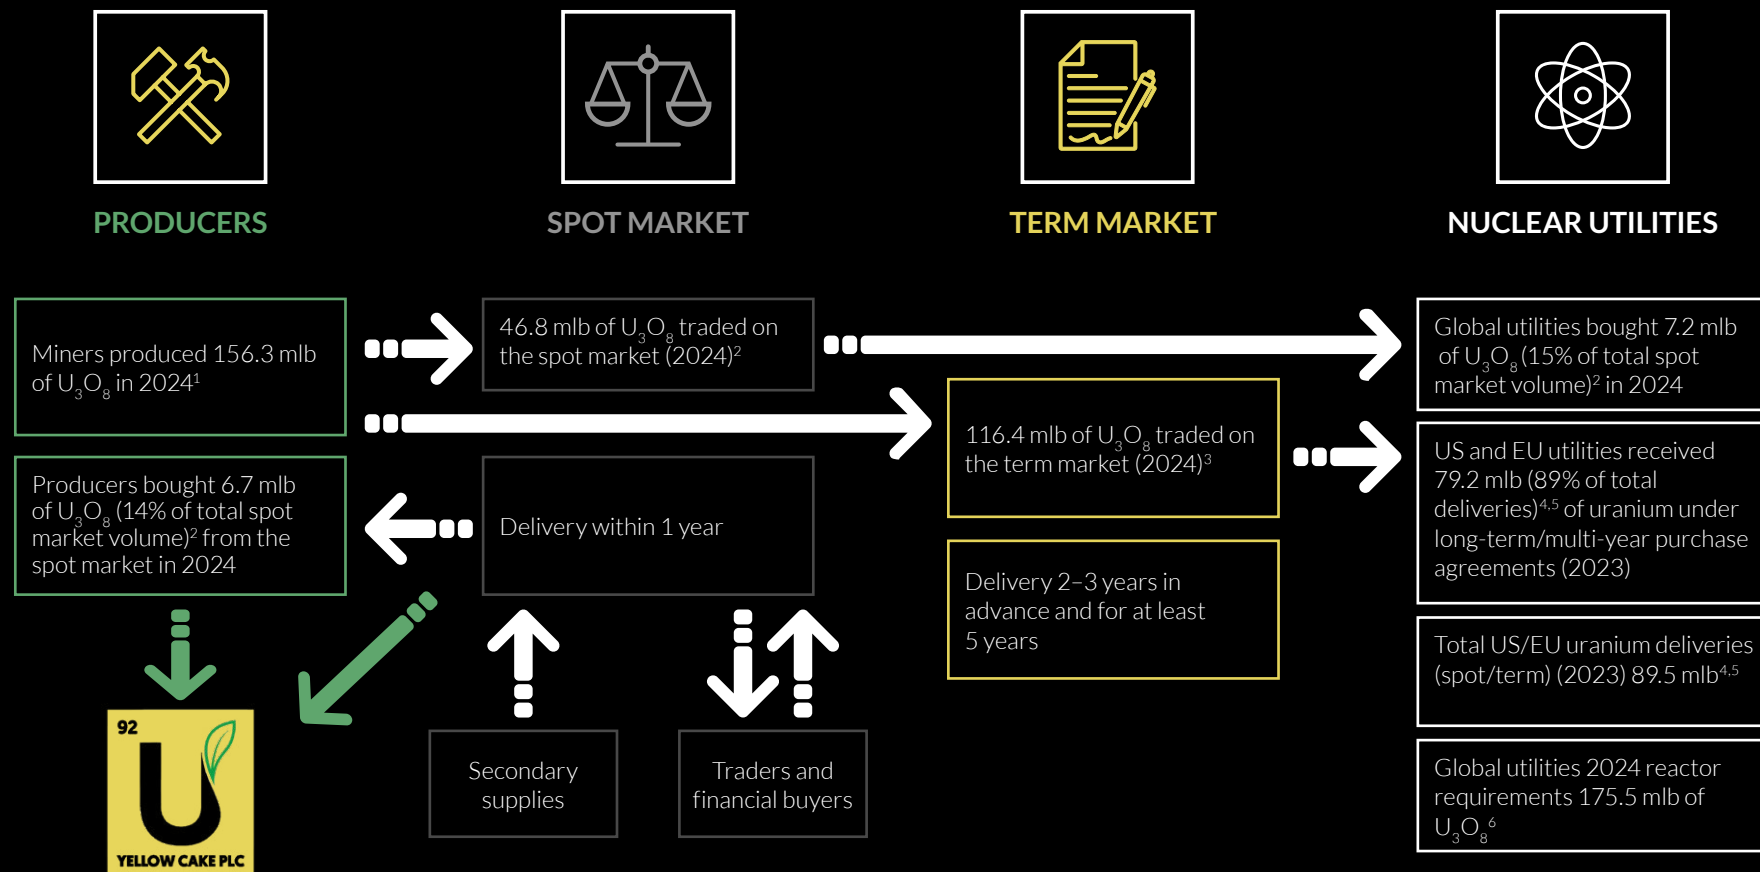 PRODUCERS
SPOT MARKET
TERM MARKET
NUCLEAR UTILITIES
Miners produced 156.3 mlb
of U₃O₈ in 2024¹
Producers bought 6.7 mlb
of U₃O₈ (14% of total spot
market volume)² from the
spot market in 2024
92
U
YELLOW CAKE PLC
46.8 mlb of U₃O₈ traded on
the spot market (2024)²
Delivery within 1 year
Secondary
supplies
Traders and
financial buyers
116.4 mlb of U₃O₈ traded on
the term market (2024)³
Delivery 2–3 years in
advance and for at least
5 years
Global utilities bought 7.2 mlb
of U₃O₈ (15% of total spot
market volume)² in 2024
US and EU utilities received
79.2 mlb (89% of total
deliveries)⁴,⁵ of uranium under
long-term/multi-year purchase
agreements (2023)
Total US/EU uranium deliveries
(spot/term) (2023) 89.5 mlb⁴,⁵
Global utilities 2024 reactor
requirements 175.5 mlb of
U₃O₈⁶